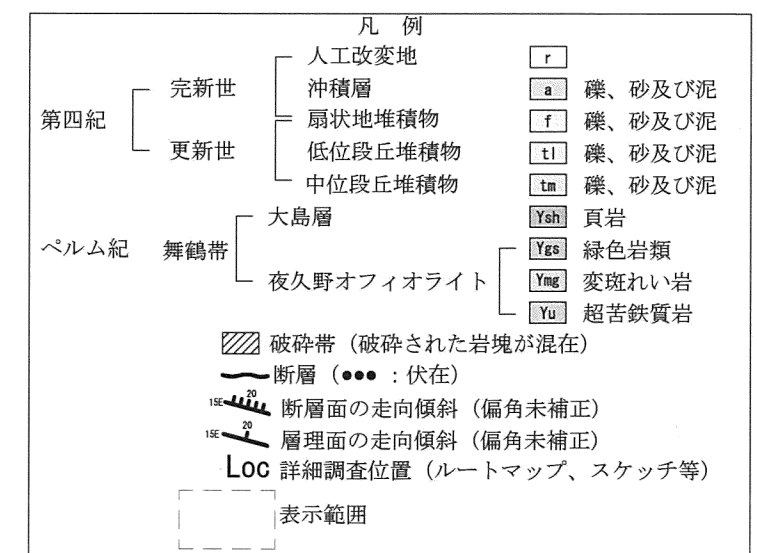 凡 例
人工改変地 r
完新世 沖積層 a 礫、砂及び泥
第四紀 扇状地堆積物 f 礫、砂及び泥
更新世 低位段丘堆積物 tl 礫、砂及び泥
中位段丘堆積物 tm 礫、砂及び泥
大島層 Ysh 頁岩
ペルム紀 舞鶴帯 Ygs 緑色岩類
夜久野オフィオライト Ymg 変斑れい岩
Yu 超苦鉄質岩
破砕帯（破砕された岩塊が混在）
断層（●●●：伏在）
15E 20 断層面の走向傾斜（偏角未補正）
15E 20 層理面の走向傾斜（偏角未補正）
Loc 詳細調査位置（ルートマップ、スケッチ等）
表示範囲